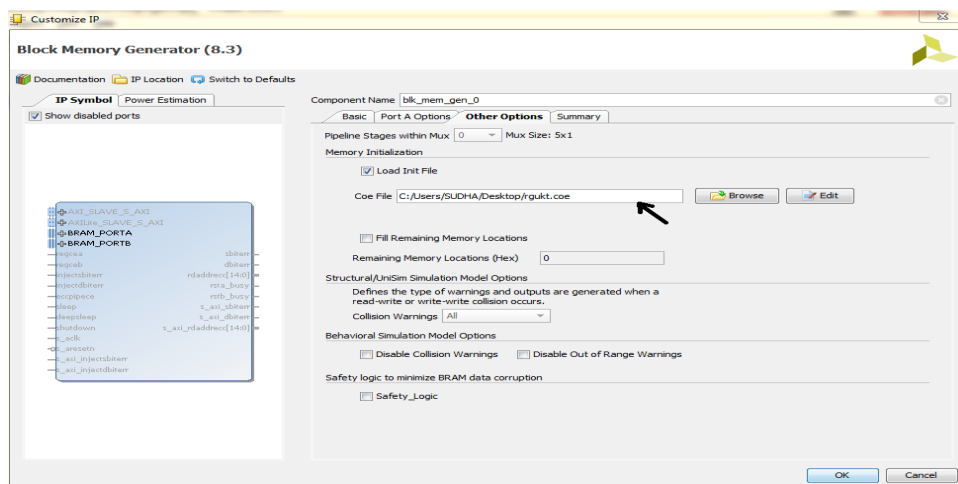 Customize IP
Block Memory Generator (8.3)
Documentation IP Location Switch to Defaults
IP Symbol Power Estimation
Show disabled ports
AXI_SLAVE_S_AXI
AXILite_SLAVE_S_AXI
BRAM_PORTA
BRAM_PORTB
regcea sbiterr
regceb dbiterr
injectsbiterr rdaddrecc[14:0]
injectdbiterr rsta_busy
eccpipece rstb_busy
sleep s_axi_sbiterr
deepsleep s_axi_dbiterr
shutdown s_axi_rdaddrecc[14:0]
s_aclk
s_aresetn
s_axi_injectsbiterr
s_axi_injectdbiterr
Component Name blk_mem_gen_0
Basic Port A Options Other Options Summary
Pipeline Stages within Mux 0 Mux Size: 5x1
Memory Initialization
Load Init File
Coe File C:/Users/SUDHA/Desktop/rgukt.coe Browse Edit
Fill Remaining Memory Locations
Remaining Memory Locations (Hex) 0
Structural/UniSim Simulation Model Options
Defines the type of warnings and outputs are generated when a
read-write or write-write collision occurs.
Collision Warnings All
Behavioral Simulation Model Options
Disable Collision Warnings Disable Out of Range Warnings
Safety logic to minimize BRAM data corruption
Safety_Logic
OK Cancel